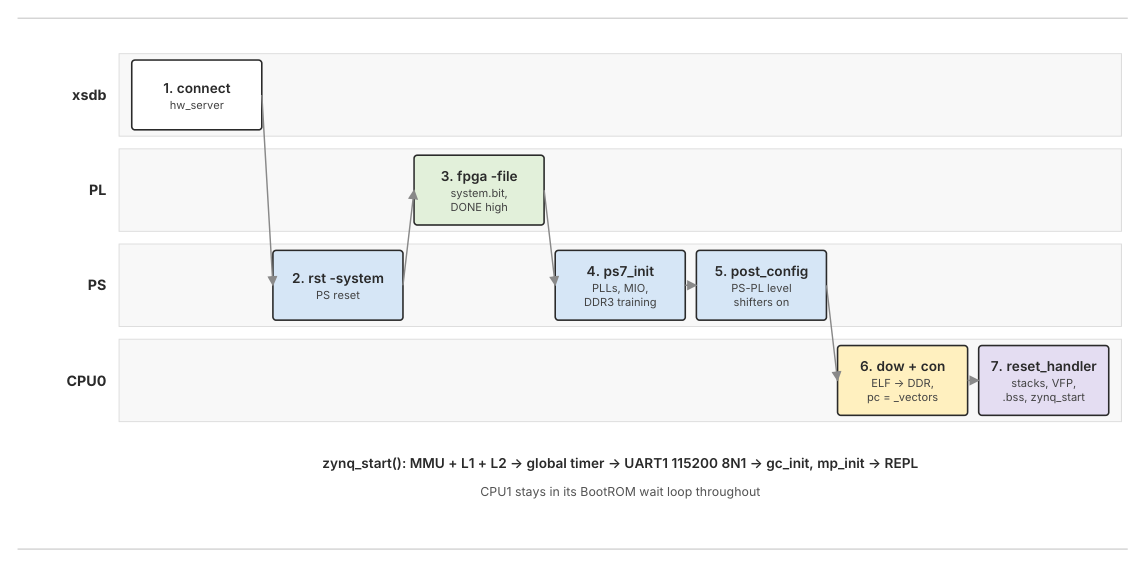 xsdb
1. connect
hw_server
PL
3. fpga -file
system.bit,
DONE high
PS
2. rst -system
PS reset
4. ps7_init
PLLs, MIO,
DDR3 training
5. post_config
PS-PL level
shifters on
CPU0
6. dow + con
ELF → DDR,
pc = _vectors
7. reset_handler
stacks, VFP,
.bss, zynq_start
zynq_start(): MMU + L1 + L2 → global timer → UART1 115200 8N1 → gc_init, mp_init → REPL
CPU1 stays in its BootROM wait loop throughout